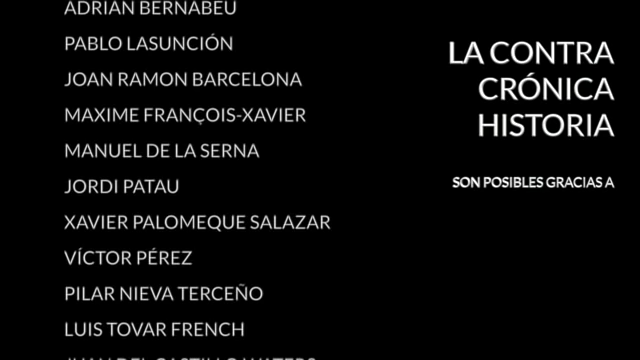 ADRIÁN BERNABEU
PABLO LASUNCIÓN
JOAN RAMON BARCELONA
MAXIME FRANÇOIS-XAVIER
MANUEL DE LA SERNA
JORDI PATAU
XAVIER PALOMEQUE SALAZAR
VÍCTOR PÉREZ
PILAR NIEVA TERCEÑO
LUIS TOVAR FRENCH
LA CONTRA
CRÓNICA
HISTORIA
SON POSIBLES GRACIAS A